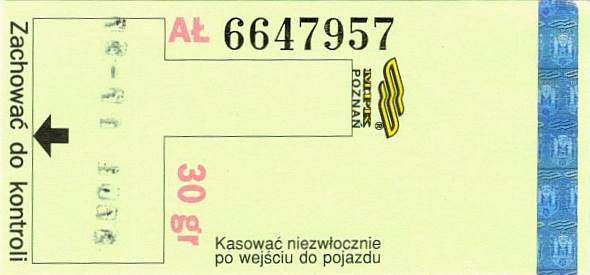 Zachować do kontroli
AŁ 6647957
MPK
POZNAŃ
®
30 gr
Kasować niezwłocznie
po wejściu do pojazdu